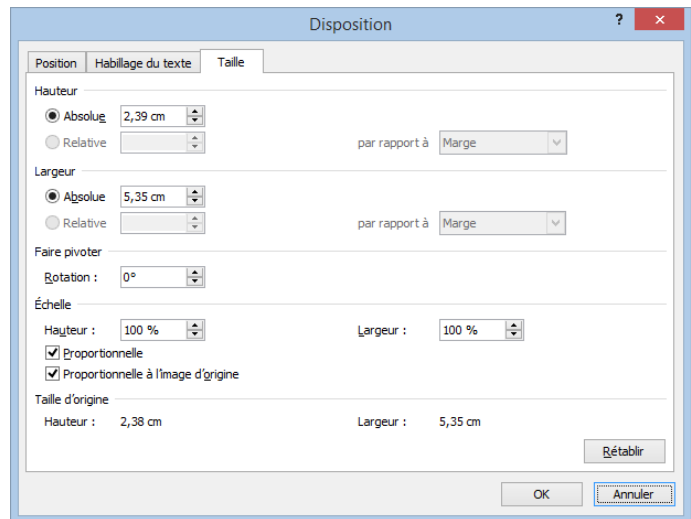 Disposition
? ×
Position Habillage du texte Taille
Hauteur
Absolue 2,39 cm
Relative par rapport à Marge
Largeur
Absolue 5,35 cm
Relative par rapport à Marge
Faire pivoter
Rotation : 0°
Échelle
Hauteur : 100 % Largeur : 100 %
Proportionnelle
Proportionnelle à l'image d'origine
Taille d'origine
Hauteur : 2,38 cm Largeur : 5,35 cm
Rétablir
OK Annuler